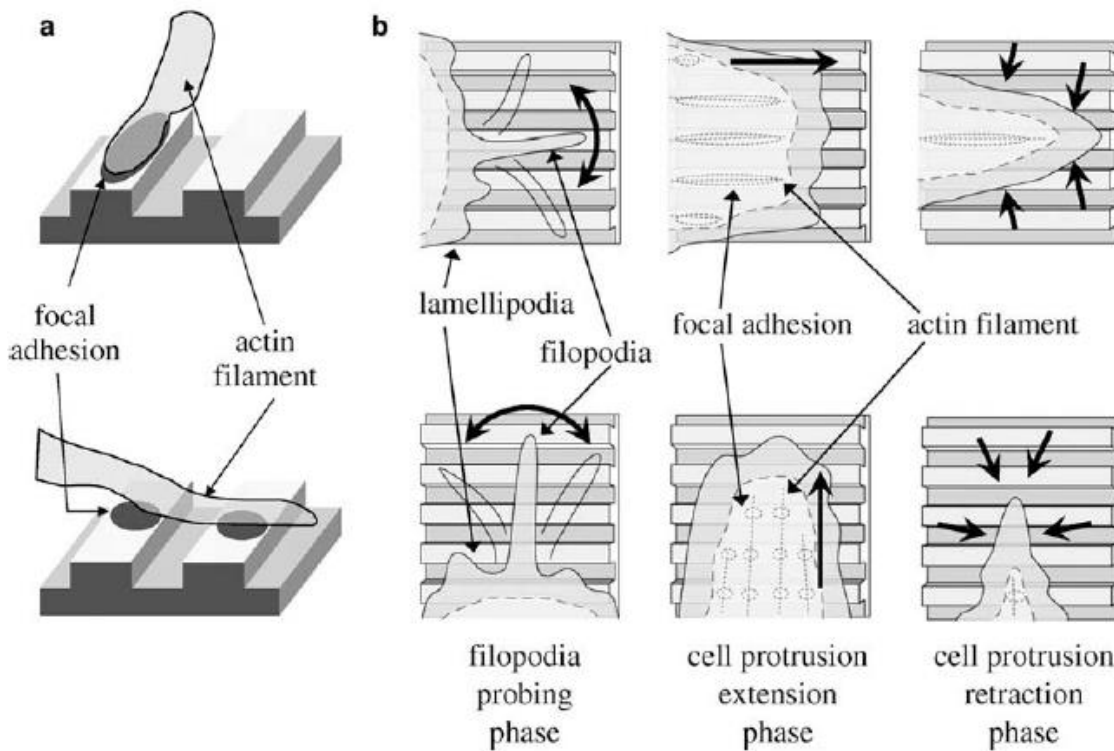 a
b
focal
adhesion
actin
filament
lamellipodia
filopodia
focal adhesion
actin filament
filopodia
probing
phase
cell protrusion
extension
phase
cell protrusion
retraction
phase